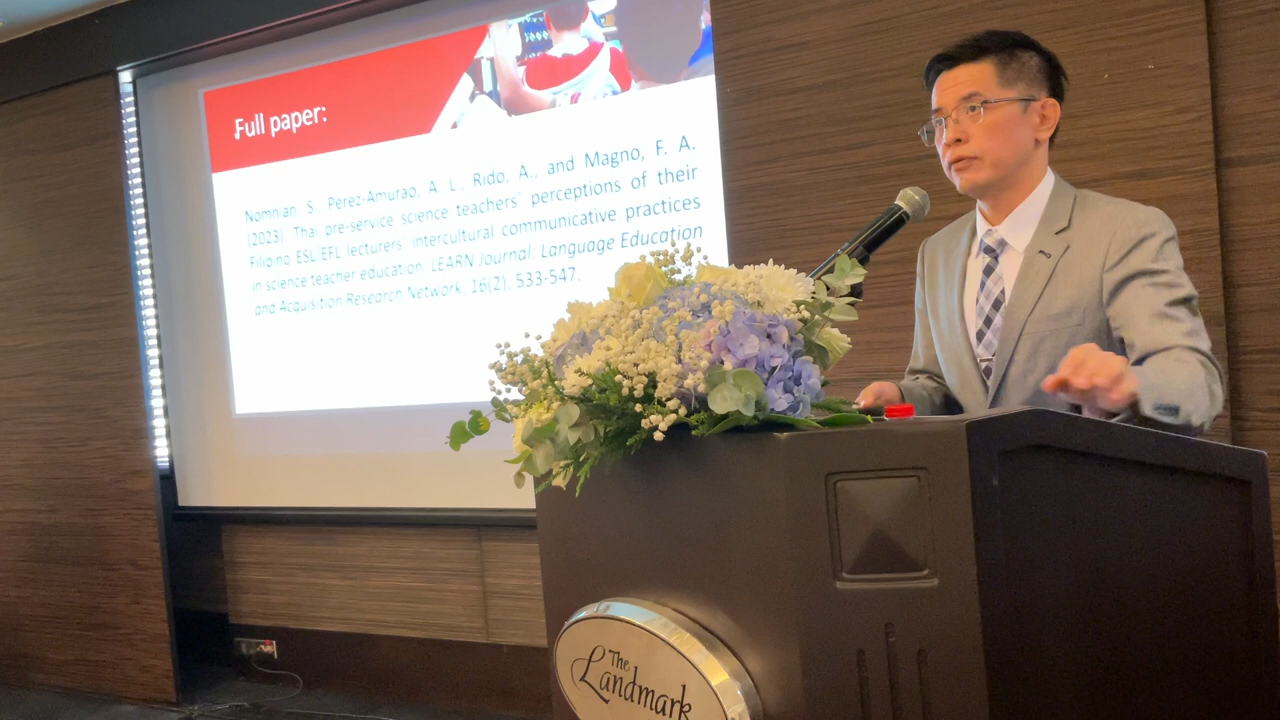 Full paper:
Nomnian, S., Perez-Amurao, A. L., Rido, A., and Magno, F. A.
(2023). Thai pre-service science teachers' perceptions of their
Filipino ESL/EFL lecturers' intercultural communicative practices
in science teacher education. LEARN Journal: Language Education
and Acquisition Research Network, 16(2), 533-547.
The
Landmark